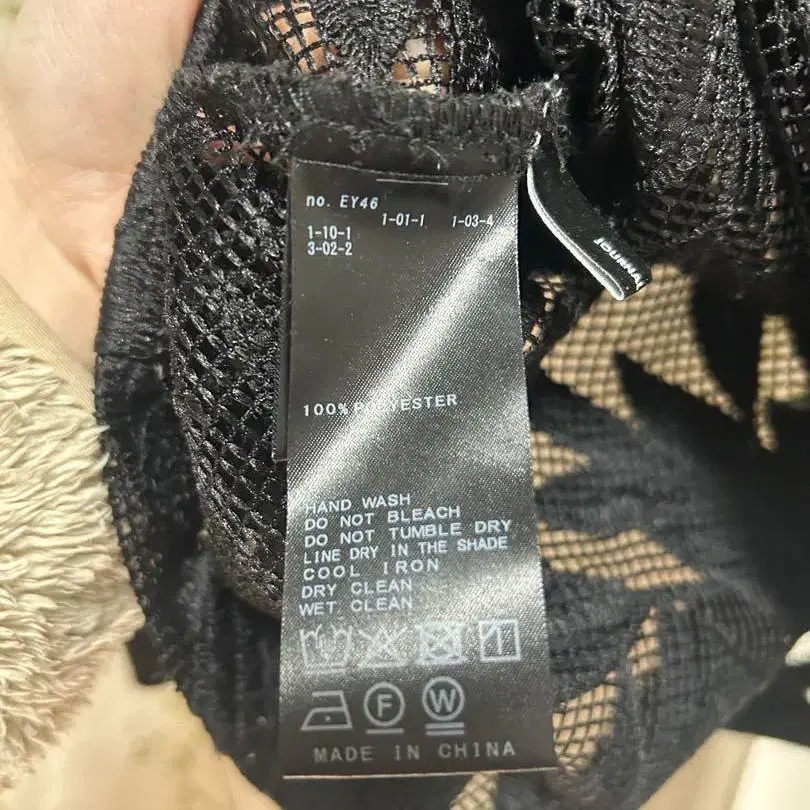 no. EY46
1-01-1 1-03-4
1-10-1
3-02-2
100% POLYESTER
HAND WASH
DO NOT BLEACH
DO NOT TUMBLE DRY
LINE DRY IN THE SHADE
COOL IRON
DRY CLEAN
WET CLEAN
F
W
MADE IN CHINA
JOURNAL